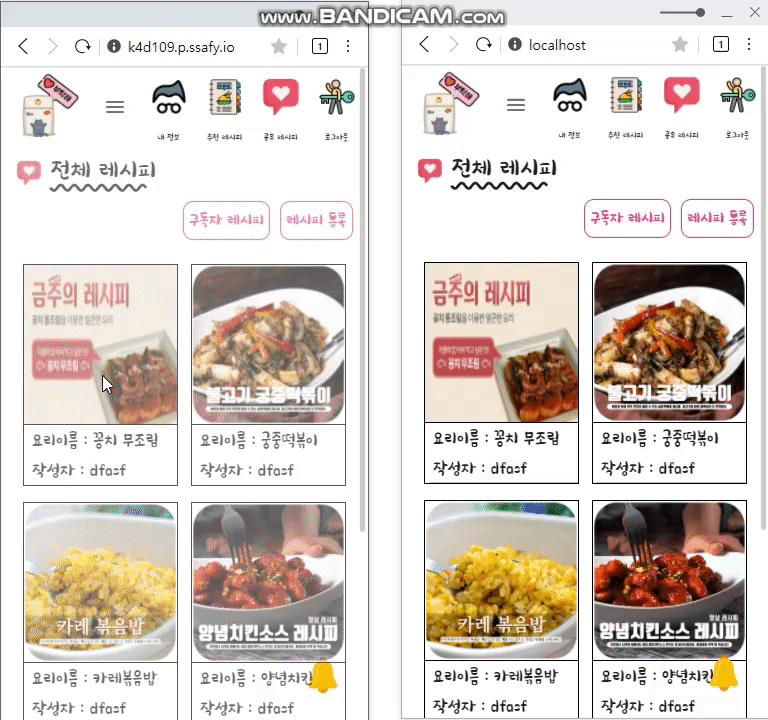 www.BANDICAM.com
k4d109.p.ssafy.io
1
내 정보
추천 레시피
공유 레시피
로그아웃
전체 레시피
구독자 레시피
레시피 등록
금주의 레시피
꽁치 통조림을 이용한 얼큰한 요리
꽁치 무조림
불고기 궁중떡볶이
요리이름 : 꽁치 무조림
작성자 : dfasf
요리이름 : 궁중떡볶이
작성자 : dfasf
카레 볶음밥
양념치킨소스 레시피
요리이름 : 카레볶음밥
작성자 : dfasf
요리이름 : 양념치킨
작성자 : dfasf
localhost
1
내 정보
추천 레시피
공유 레시피
로그아웃
전체 레시피
구독자 레시피
레시피 등록
금주의 레시피
꽁치 통조림을 이용한 얼큰한 요리
꽁치 무조림
불고기 궁중떡볶이
요리이름 : 꽁치 무조림
작성자 : dfasf
요리이름 : 궁중떡볶이
작성자 : dfasf
카레 볶음밥
양념치킨소스 레시피
요리이름 : 카레볶음밥
작성자 : dfasf
요리이름 : 양념치킨
작성자 : dfasf